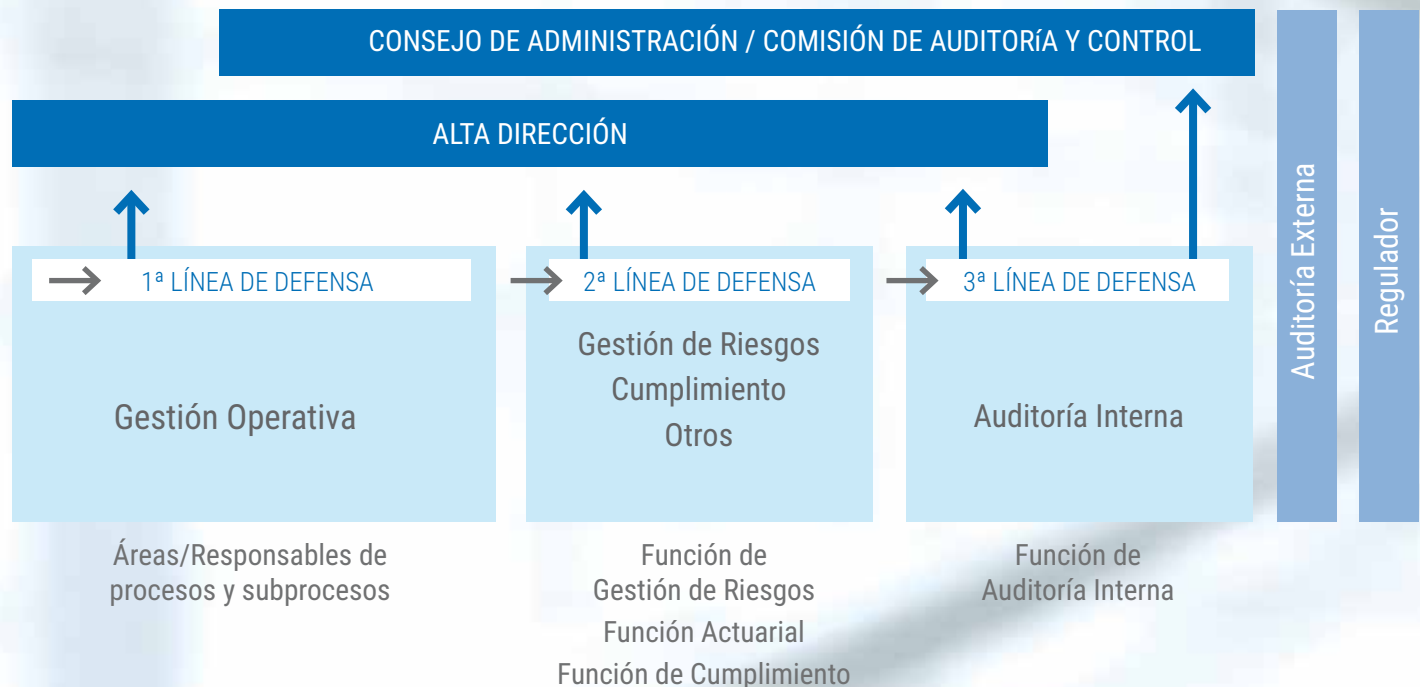 CONSEJO DE ADMINISTRACIÓN / COMISIÓN DE AUDITORíA Y CONTROL
ALTA DIRECCIÓN
1ª LÍNEA DE DEFENSA
Gestión Operativa
Áreas/Responsables de
procesos y subprocesos
2ª LÍNEA DE DEFENSA
Gestión de Riesgos
Cumplimiento
Otros
Función de
Gestión de Riesgos
Función Actuarial
Función de Cumplimiento
3ª LÍNEA DE DEFENSA
Auditoría Interna
Función de
Auditoría Interna
Auditoría Externa
Regulador